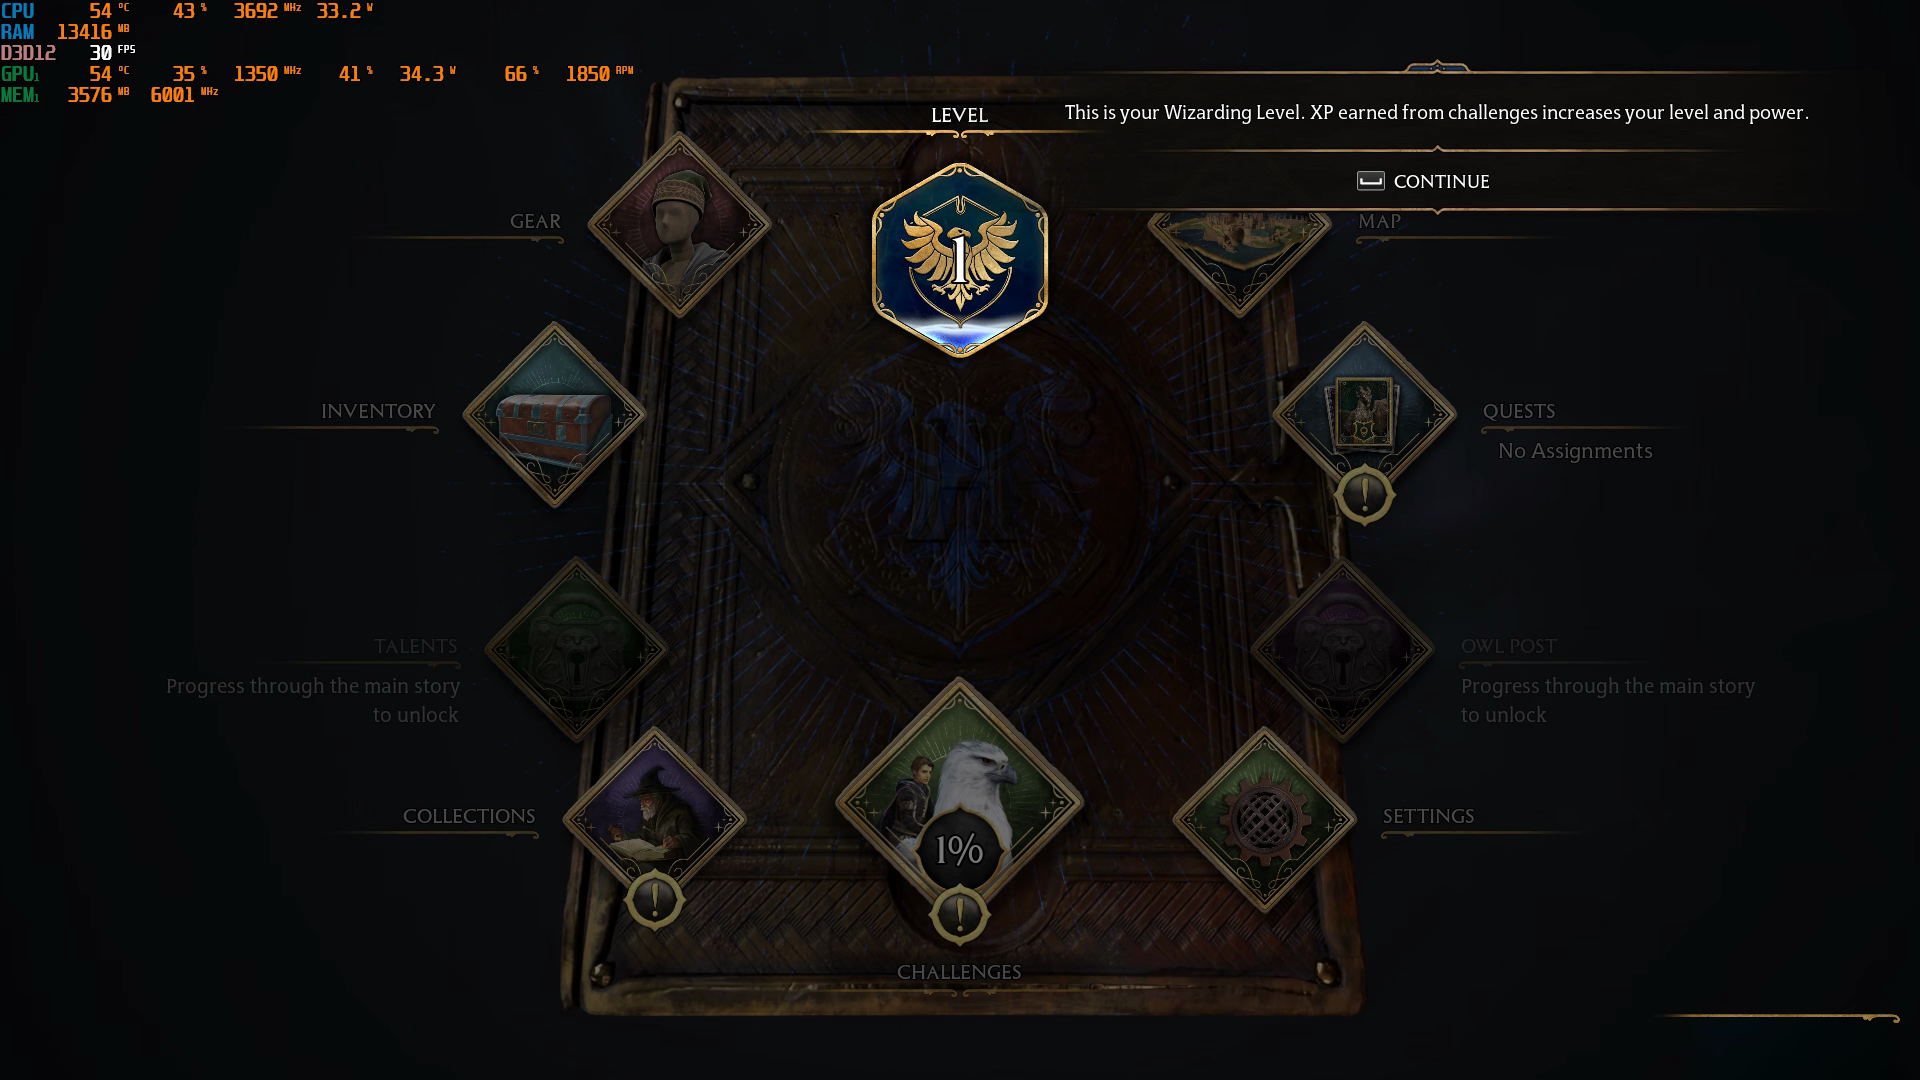 CPU 54 °C 43 % 3692 MHz 33.2 W
RAM 13416 MB
D3D12 30 FPS
GPU1 54 °C 35 % 1350 MHz 41 % 34.3 W 66 % 1850 RPM
MEM1 3576 MB 6001 MHz
LEVEL
This is your Wizarding Level. XP earned from challenges increases your level and power.
CONTINUE
GEAR
1
MAP
INVENTORY
QUESTS
No Assignments
TALENTS
Progress through the main story
to unlock
OWL POST
Progress through the main story
to unlock
COLLECTIONS
1%
SETTINGS
CHALLENGES